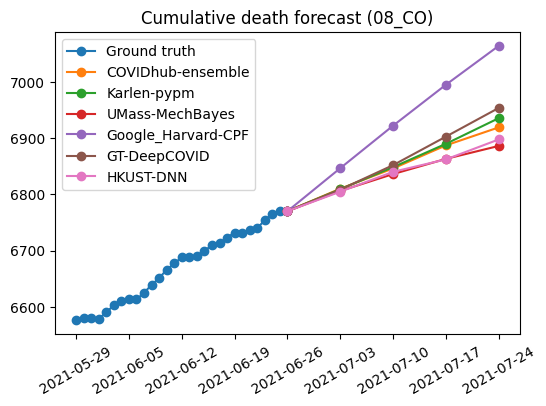 Cumulative death forecast (08_CO)
Ground truth
COVIDhub-ensemble
Karlen-pypm
UMass-MechBayes
Google_Harvard-CPF
GT-DeepCOVID
HKUST-DNN
7000
6900
6800
6700
6600
2021-05-29
2021-06-05
2021-06-12
2021-06-19
2021-06-26
2021-07-03
2021-07-10
2021-07-17
2021-07-24